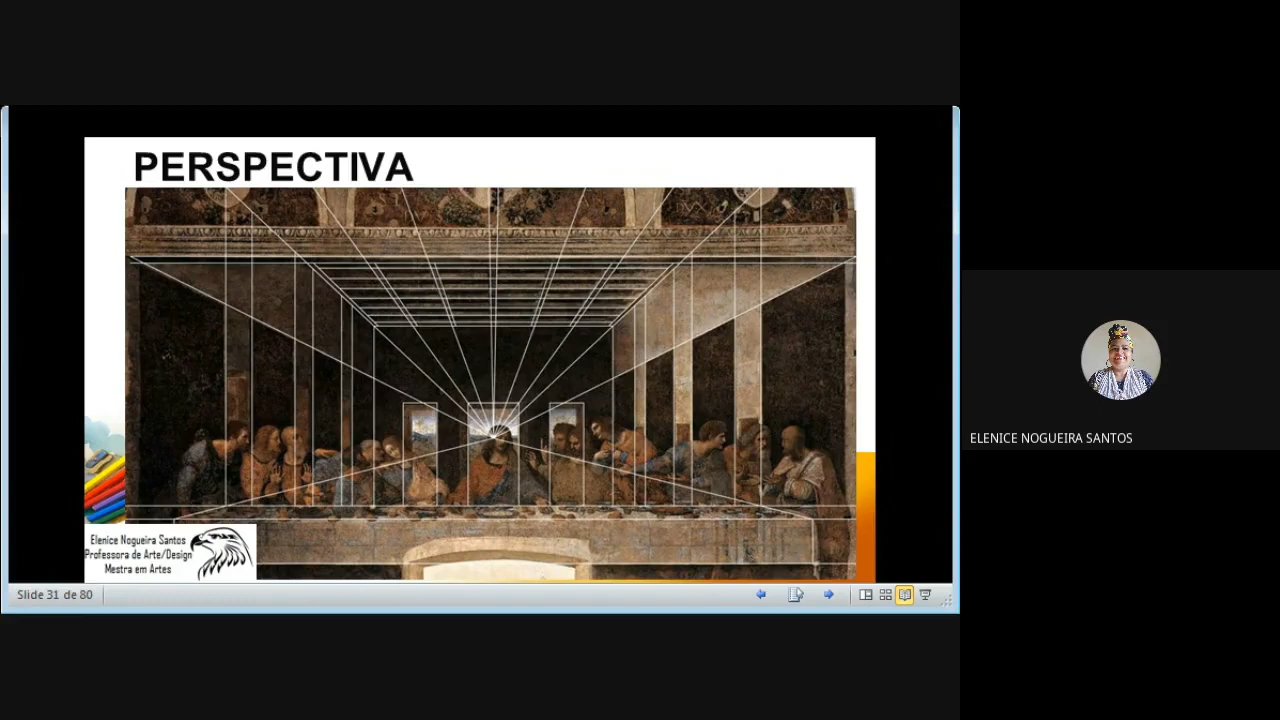 PERSPECTIVA
Elenice Nogueira Santos
Professora de Arte/Design
Mestra em Artes
Slide 31 de 80
ELENICE NOGUEIRA SANTOS